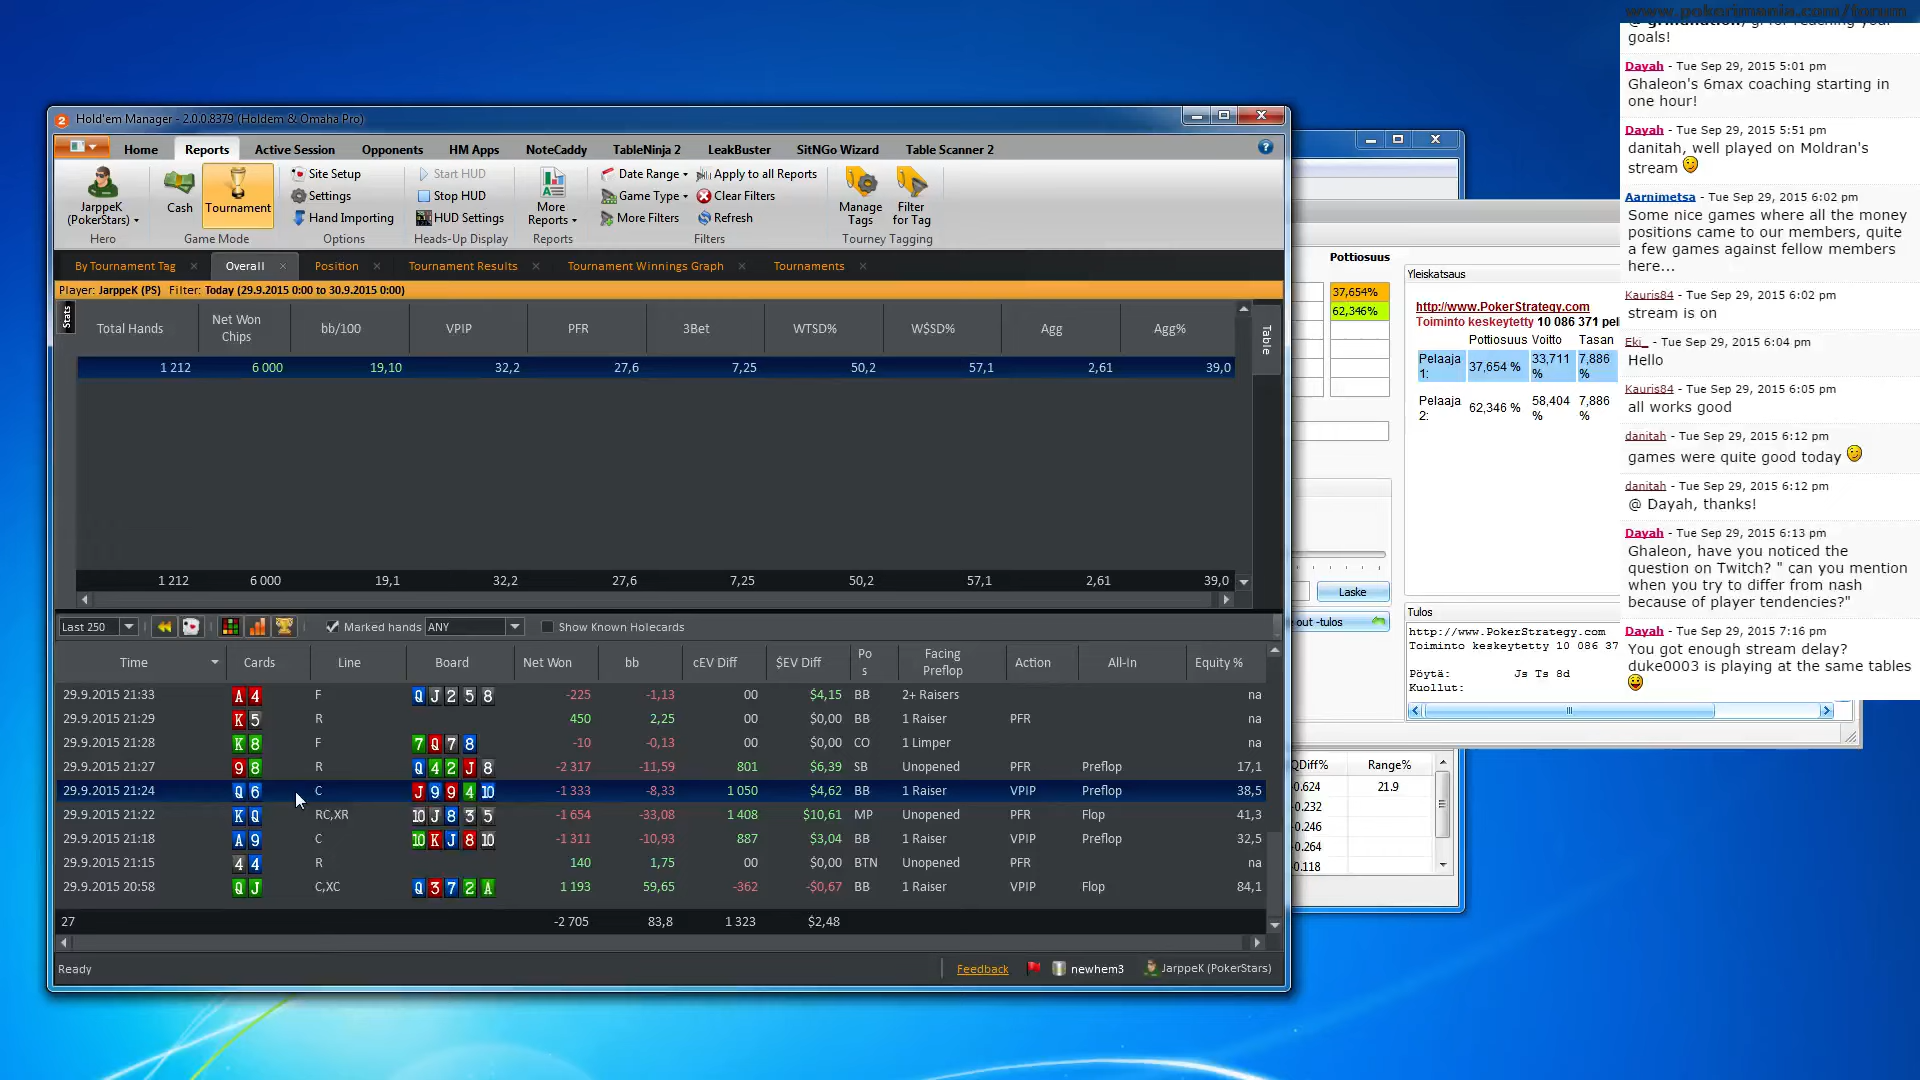 Hold'em Manager - 2.0.0.8379 (Holdem & Omaha Pro)
Home Reports Active Session Opponents HM Apps NoteCaddy TableNinja 2 LeakBuster SitNGo Wizard Table Scanner 2
JarppeK
(PokerStars)
Hero
Cash
Tournament
Game Mode
Site Setup
Settings
Hand Importing
Options
Start HUD
Stop HUD
HUD Settings
Heads-Up Display
More
Reports
Reports
Date Range
Game Type
More Filters
Apply to all Reports
Clear Filters
Refresh
Filters
Manage
Tags
Filter
for Tag
Tourney Tagging
By Tournament Tag Overall Position Tournament Results Tournament Winnings Graph Tournaments
Player: JarppeK (PS) Filter: Today (29.9.2015 0:00 to 30.9.2015 0:00)
Stats
Table
Total Hands Net Won Chips bb/100 VPIP PFR 3Bet WTSD% W$SD% Agg Agg%
1 212 6 000 19,10 32,2 27,6 7,25 50,2 57,1 2,61 39,0
1 212 6 000 19,1 32,2 27,6 7,25 50,2 57,1 2,61 39,0
Last 250 Marked hands ANY Show Known Holecards
Time Cards Line Board Net Won bb cEV Diff $EV Diff Pos Facing Preflop Action All-In Equity %
29.9.2015 21:33 A 4 F Q J 2 5 8 -225 -1,13 00 $4,15 BB 2+ Raisers na
29.9.2015 21:29 K 5 R 450 2,25 00 $0,00 BB 1 Raiser PFR na
29.9.2015 21:28 K 8 F 7 Q 7 8 -10 -0,13 00 $0,00 CO 1 Limper na
29.9.2015 21:27 9 8 R Q 4 2 J 8 -2 317 -11,59 801 $6,39 SB Unopened PFR Preflop 17,1
29.9.2015 21:24 Q 6 C J 9 9 4 10 -1 333 -8,33 1 050 $4,62 BB 1 Raiser VPIP Preflop 38,5
29.9.2015 21:22 K Q RC,XR 10 J 8 3 5 -1 654 -33,08 1 408 $10,61 MP Unopened PFR Flop 41,3
29.9.2015 21:18 A 9 C 10 K J 8 10 -1 311 -10,93 887 $3,04 BB 1 Raiser VPIP Preflop 32,5
29.9.2015 21:15 4 4 R 140 1,75 00 $0,00 BTN Unopened PFR na
29.9.2015 20:58 Q J C,XC Q 3 7 2 A 1 193 59,65 -362 -$0,67 BB 1 Raiser VPIP Flop 84,1
27 -2 705 83,8 1 323 $2,48
Ready Feedback newhem3 JarppeK (PokerStars)
Pottiosuus
37,654%
62,346%
Laske
e out -tulos
Yleiskatsaus
http://www.PokerStrategy.com
Toiminto keskeytetty 10 086 371 pel
Pottiosuus Voitto Tasan
Pelaaja 1: 37,654 % 33,711 % 7,886 %
Pelaaja 2: 62,346 % 58,404 % 7,886 %
Tulos
http://www.PokerStrategy.com
Toiminto keskeytetty 10 086 37
Pöytä: Js Ts 8d
Kuollut:
QDiff% Range%
-0.624 21.9
-0.232
-0.246
-0.264
-0.118
goals!
Dayah - Tue Sep 29, 2015 5:01 pm
Ghaleon's 6max coaching starting in
one hour!
Dayah - Tue Sep 29, 2015 5:51 pm
danitah, well played on Moldran's
stream
Aarnimetsa - Tue Sep 29, 2015 6:02 pm
Some nice games where all the money
positions came to our members, quite
a few games against fellow members
here...
Kauris84 - Tue Sep 29, 2015 6:02 pm
stream is on
Eki_ - Tue Sep 29, 2015 6:04 pm
Hello
Kauris84 - Tue Sep 29, 2015 6:05 pm
all works good
danitah - Tue Sep 29, 2015 6:12 pm
games were quite good today
danitah - Tue Sep 29, 2015 6:12 pm
@ Dayah, thanks!
Dayah - Tue Sep 29, 2015 6:13 pm
Ghaleon, have you noticed the
question on Twitch? " can you mention
when you try to differ from nash
because of player tendencies?"
Dayah - Tue Sep 29, 2015 7:16 pm
You got enough stream delay?
duke0003 is playing at the same tables